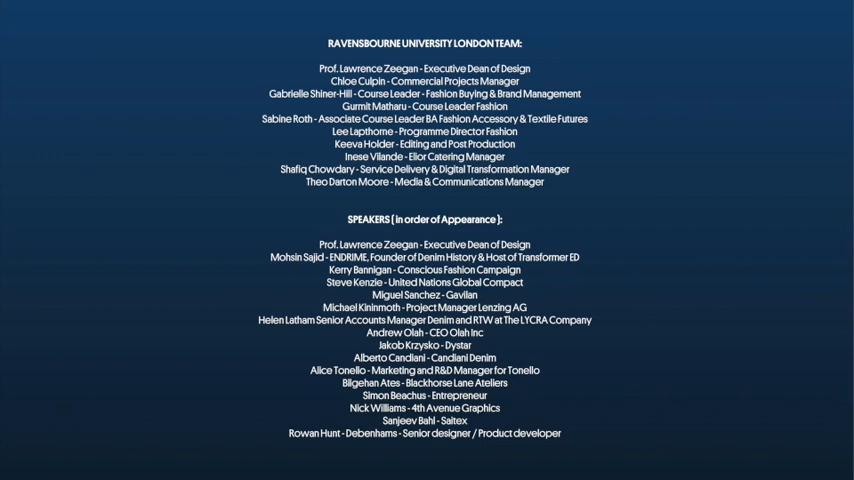 RAVENSBOURNE UNIVERSITY LONDON TEAM:
Prof. Lawrence Zeegan - Executive Dean of Design
Chloe Culpin - Commercial Projects Manager
Gabrielle Shiner-Hill - Course Leader - Fashion Buying & Brand Management
Gurmit Matharu - Course Leader Fashion
Sabine Roth - Associate Course Leader BA Fashion Accessory & Textile Futures
Lee Lapthorne - Programme Director Fashion
Keeva Holder - Editing and Post Production
Inese Vilande - Elior Catering Manager
Shafiq Chowdary - Service Delivery & Digital Transformation Manager
Theo Darton Moore - Media & Communications Manager
SPEAKERS ( in order of Appearance ):
Prof. Lawrence Zeegan - Executive Dean of Design
Mohsin Sajid - ENDRIME, Founder of Denim History & Host of Transformer ED
Kerry Bannigan - Conscious Fashion Campaign
Steve Kenzie - United Nations Global Compact
Miguel Sanchez - Gavilan
Michael Kininmoth - Project Manager Lenzing AG
Helen Latham Senior Accounts Manager Denim and RTW at The LYCRA Company
Andrew Olah - CEO Olah Inc
Jakob Krzysko - Dystar
Alberto Candiani - Candiani Denim
Alice Tonello - Marketing and R&D Manager for Tonello
Bilgehan Ates - Blackhorse Lane Ateliers
Simon Beachus - Entrepreneur
Nick Williams - 4th Avenue Graphics
Sanjeev Bahl - Saitex
Rowan Hunt - Debenhams - Senior designer / Product developer